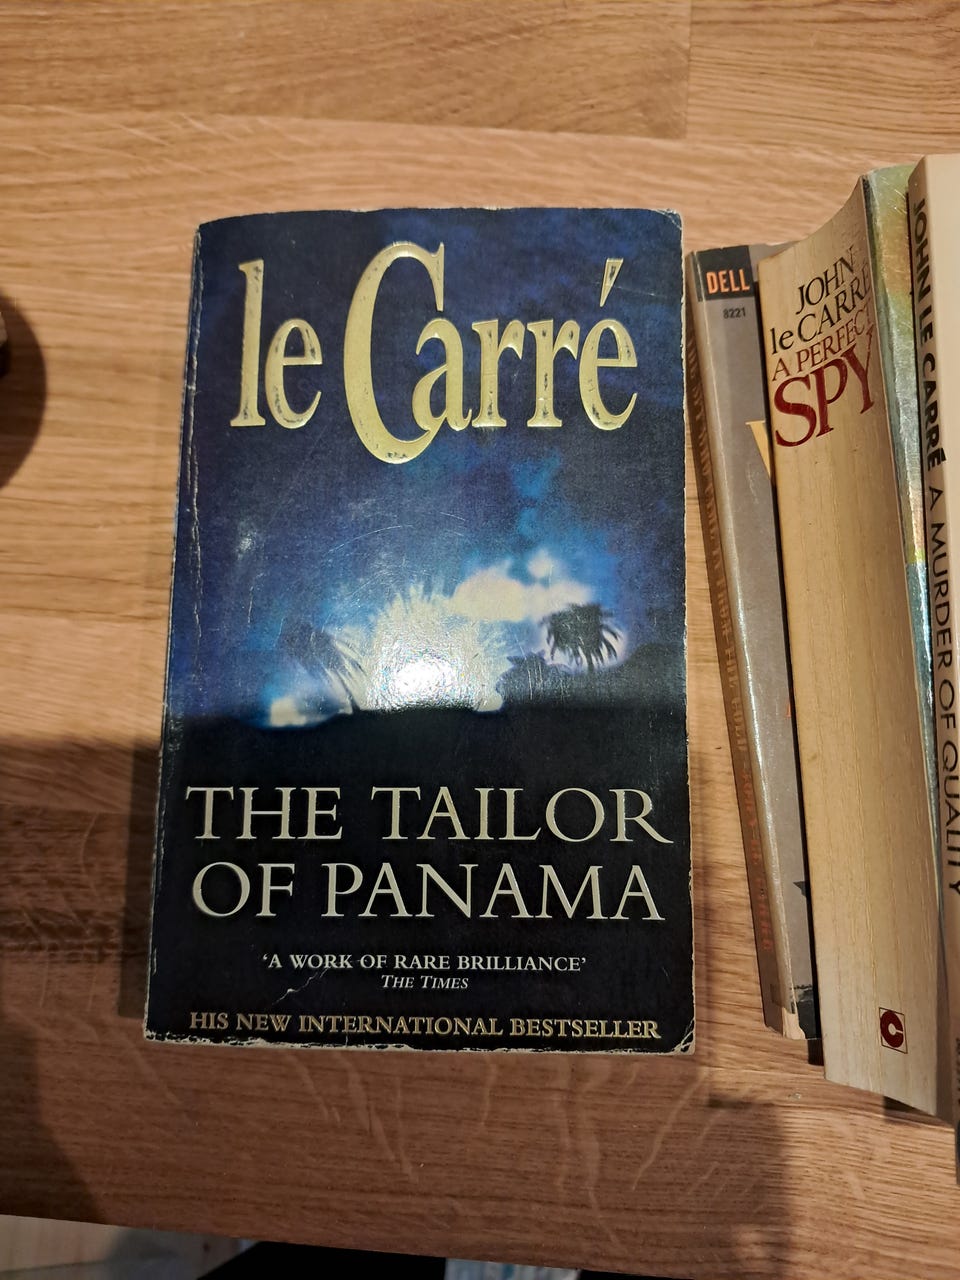 le Carré
THE TAILOR
OF PANAMA
‘A WORK OF RARE BRILLIANCE’
THE TIMES
HIS NEW INTERNATIONAL BESTSELLER
DELL
8221
JOHN
le CARRÉ
A PERFECT
SPY
JOHN LE CARRÉ A MURDER OF QUALITY